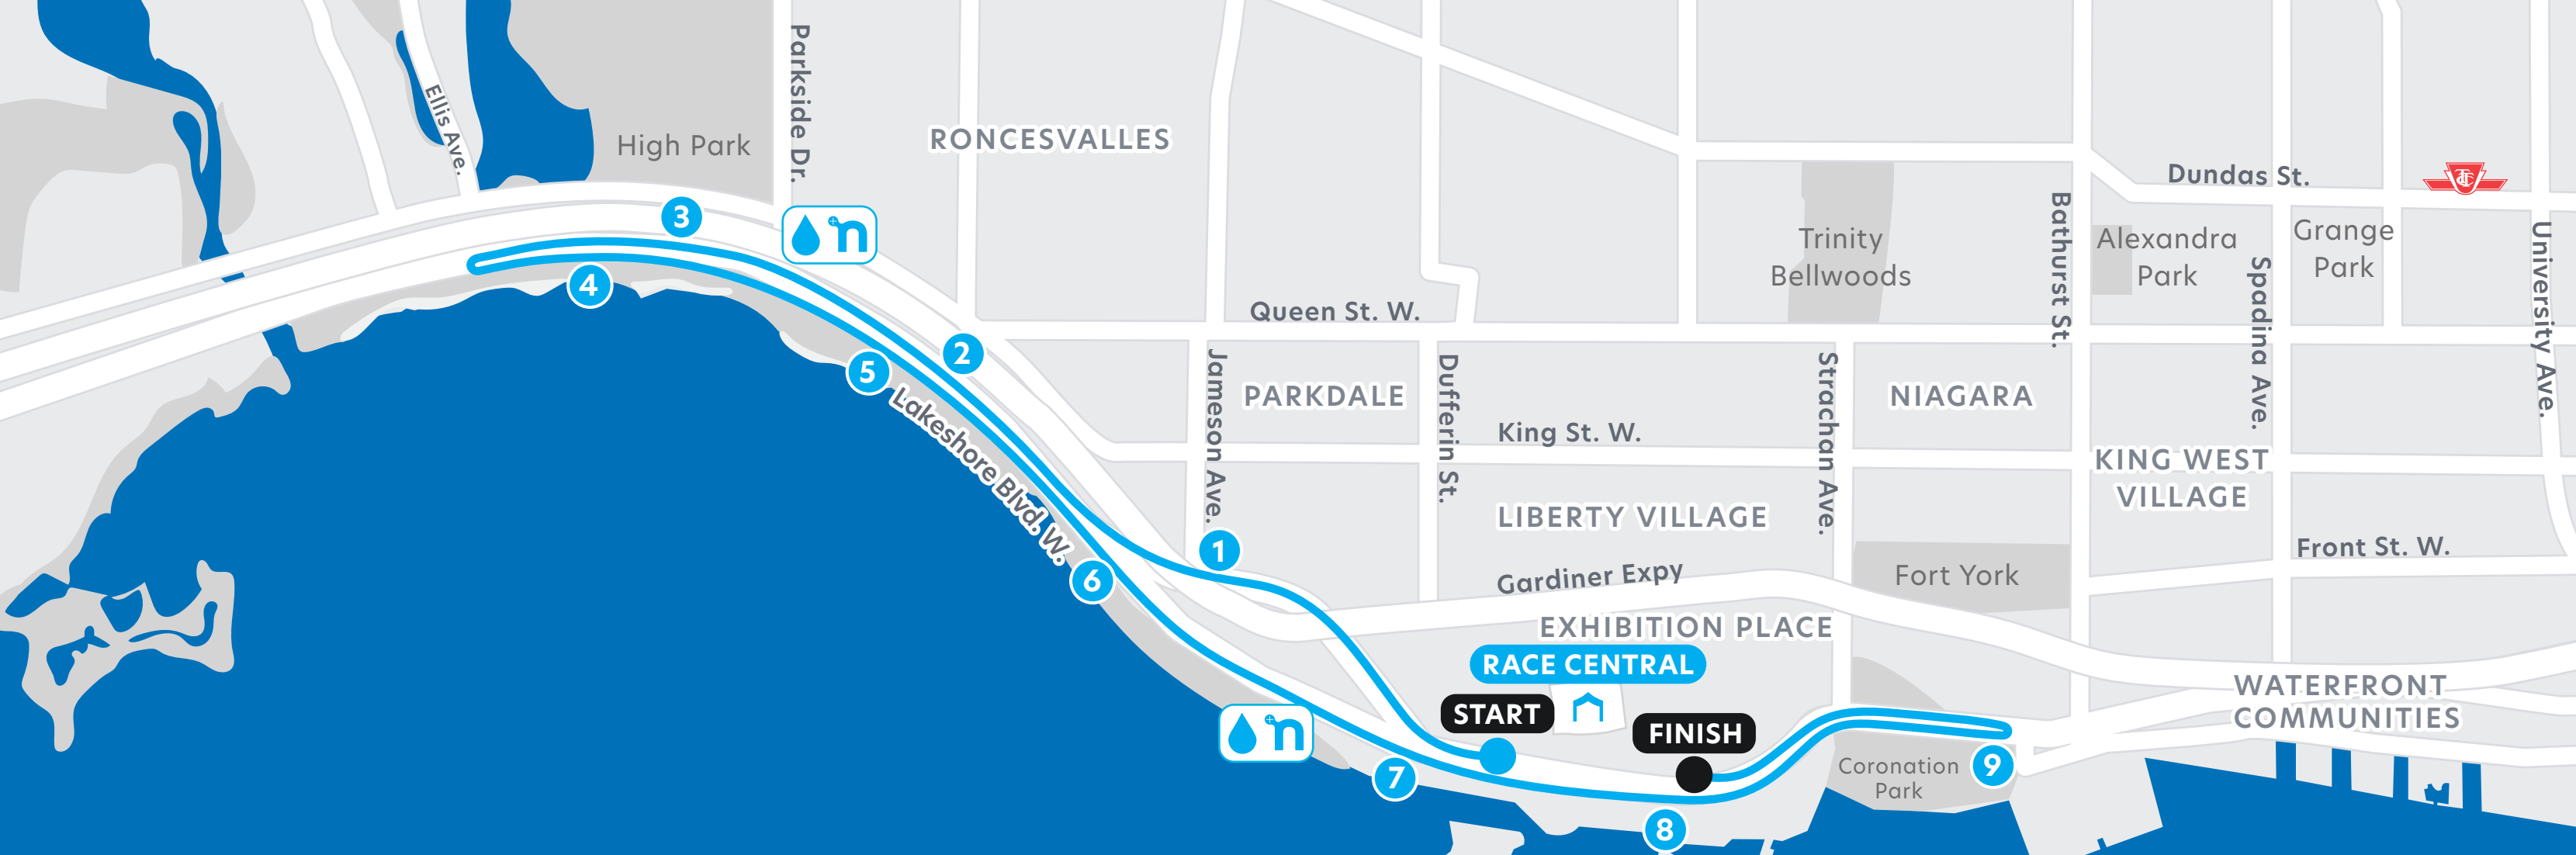 Parkside Dr.
Ellis Ave.
High Park
RONCESVALLES
Dundas St.
TTC
3
n
Trinity
Bellwoods
Bathurst St.
Alexandra
Park
Spadina Ave.
Grange
Park
University Ave.
4
Queen St. W.
2
5
Lakeshore Blvd. W.
Jameson Ave.
PARKDALE
Dufferin St.
King St. W.
Strachan Ave.
NIAGARA
KING WEST
VILLAGE
LIBERTY VILLAGE
1
6
Gardiner Expy
Fort York
Front St. W.
EXHIBITION PLACE
RACE CENTRAL
START
FINISH
n
7
8
Coronation
Park
9
WATERFRONT
COMMUNITIES